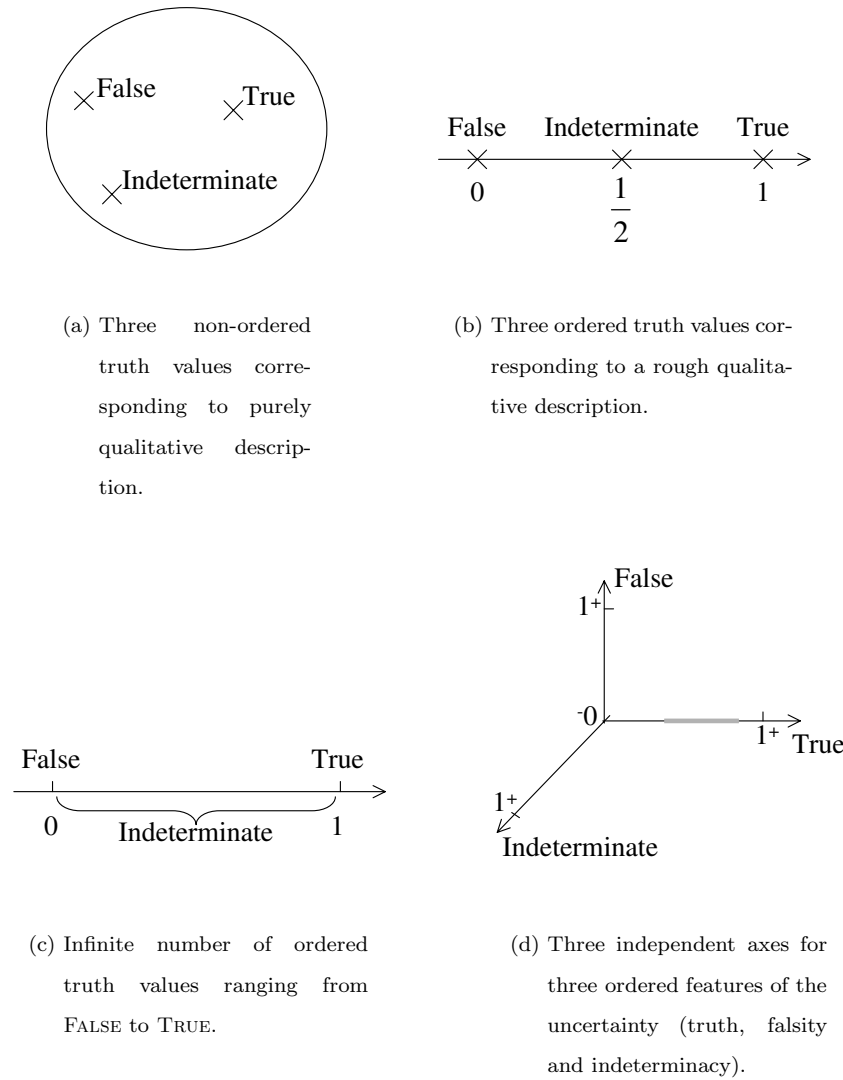 False
True
Indeterminate
False Indeterminate True
0 1/2 1
(a) Three non-ordered
truth values corre-
sponding to purely
qualitative descrip-
tion.
(b) Three ordered truth values cor-
responding to a rough qualita-
tive description.
False True
0 Indeterminate 1
(c) Infinite number of ordered
truth values ranging from
FALSE to TRUE.
False
1+
-0
1+
True
1+
Indeterminate
(d) Three independent axes for
three ordered features of the
uncertainty (truth, falsity
and indeterminacy).